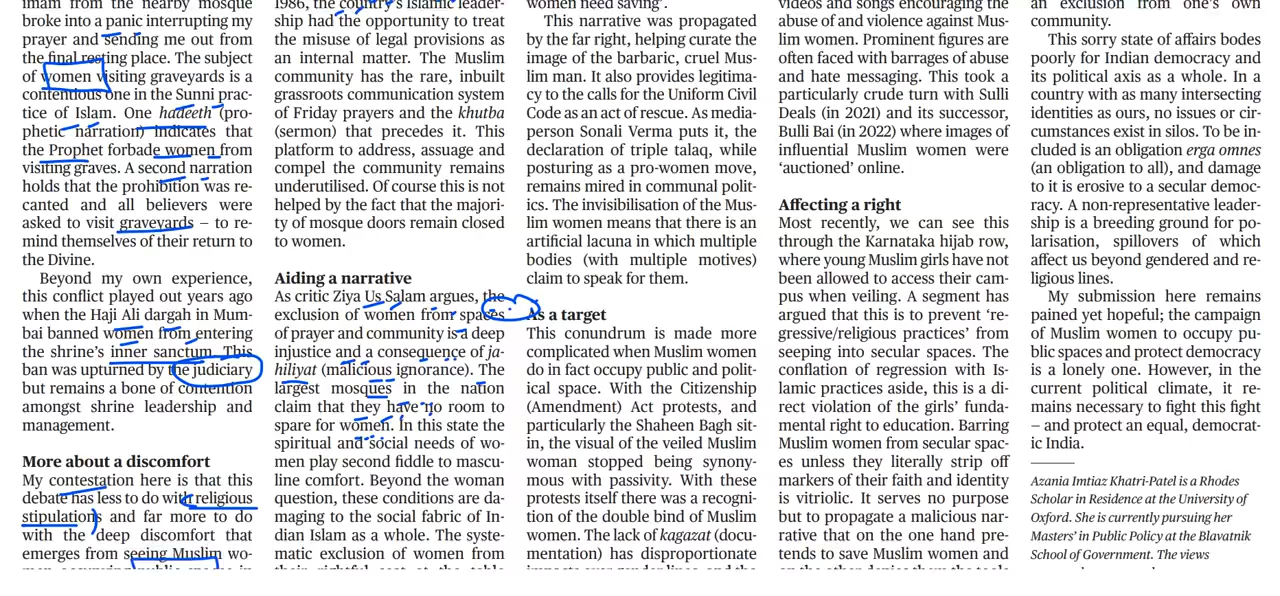 imam from the nearby mosque
broke into a panic interrupting my
prayer and sending me out from
the final resting place. The subject
of women visiting graveyards is a
contentious one in the Sunni prac-
tice of Islam. One hadeeth (pro-
phetic narration) indicates that
the Prophet forbade women from
visiting graves. A second narration
holds that the prohibition was re-
canted and all believers were
asked to visit graveyards – to re-
mind themselves of their return to
the Divine.
Beyond my own experience,
this conflict played out years ago
when the Haji Ali dargah in Mum-
bai banned women from entering
the shrine's inner sanctum. This
ban was upturned by the judiciary
but remains a bone of contention
amongst shrine leadership and
management.
More about a discomfort
My contestation here is that this
debate has less to do with religious
stipulations and far more to do
with the deep discomfort that
emerges from seeing Muslim wo-
1986, the country's Islamic leader-
ship had the opportunity to treat
the misuse of legal provisions as
an internal matter. The Muslim
community has the rare, inbuilt
grassroots communication system
of Friday prayers and the khutba
(sermon) that precedes it. This
platform to address, assuage and
compel the community remains
underutilised. Of course this is not
helped by the fact that the majori-
ty of mosque doors remain closed
to women.
Aiding a narrative
As critic Ziya Us Salam argues, the
exclusion of women from spaces
of prayer and community is a deep
injustice and a consequence of ja-
hiliyat (malicious ignorance). The
largest mosques in the nation
claim that they have no room to
spare for women. In this state the
spiritual and social needs of wo-
men play second fiddle to mascu-
line comfort. Beyond the woman
question, these conditions are da-
maging to the social fabric of In-
dian Islam as a whole. The syste-
matic exclusion of women from
their rightful seat at the table
women need saving'.
This narrative was propagated
by the far right, helping curate the
image of the barbaric, cruel Mus-
lim man. It also provides legitima-
cy to the calls for the Uniform Civil
Code as an act of rescue. As media-
person Sonali Verma puts it, the
declaration of triple talaq, while
posturing as a pro-women move,
remains mired in communal polit-
ics. The invisibilisation of the Mus-
lim women means that there is an
artificial lacuna in which multiple
bodies (with multiple motives)
claim to speak for them.
As a target
This conundrum is made more
complicated when Muslim women
do in fact occupy public and polit-
ical space. With the Citizenship
(Amendment) Act protests, and
particularly the Shaheen Bagh sit-
in, the visual of the veiled Muslim
woman stopped being synony-
mous with passivity. With these
protests itself there was a recogni-
tion of the double bind of Muslim
women. The lack of kagazat (docu-
mentation) has disproportionate
videos and songs encouraging the
abuse of and violence against Mus-
lim women. Prominent figures are
often faced with barrages of abuse
and hate messaging. This took a
particularly crude turn with Sulli
Deals (in 2021) and its successor,
Bulli Bai (in 2022) where images of
influential Muslim women were
'auctioned' online.
Affecting a right
Most recently, we can see this
through the Karnataka hijab row,
where young Muslim girls have not
been allowed to access their cam-
pus when veiling. A segment has
argued that this is to prevent 're-
gressive/religious practices' from
seeping into secular spaces. The
conflation of regression with Is-
lamic practices aside, this is a di-
rect violation of the girls' funda-
mental right to education. Barring
Muslim women from secular spac-
es unless they literally strip off
markers of their faith and identity
is vitriolic. It serves no purpose
but to propagate a malicious nar-
rative that on the one hand pre-
tends to save Muslim women and
an exclusion from one's own
community.
This sorry state of affairs bodes
poorly for Indian democracy and
its political axis as a whole. In a
country with as many intersecting
identities as ours, no issues or cir-
cumstances exist in silos. To be in-
cluded is an obligation erga omnes
(an obligation to all), and damage
to it is erosive to a secular democ-
racy. A non-representative leader-
ship is a breeding ground for po-
larisation, spillovers of which
affect us beyond gendered and re-
ligious lines.
My submission here remains
pained yet hopeful; the campaign
of Muslim women to occupy pu-
blic spaces and protect democracy
is a lonely one. However, in the
current political climate, it re-
mains necessary to fight this fight
– and protect an equal, democrat-
ic India.
Azania Imtiaz Khatri-Patel is a Rhodes
Scholar in Residence at the University of
Oxford. She is currently pursuing her
Masters' in Public Policy at the Blavatnik
School of Government. The views